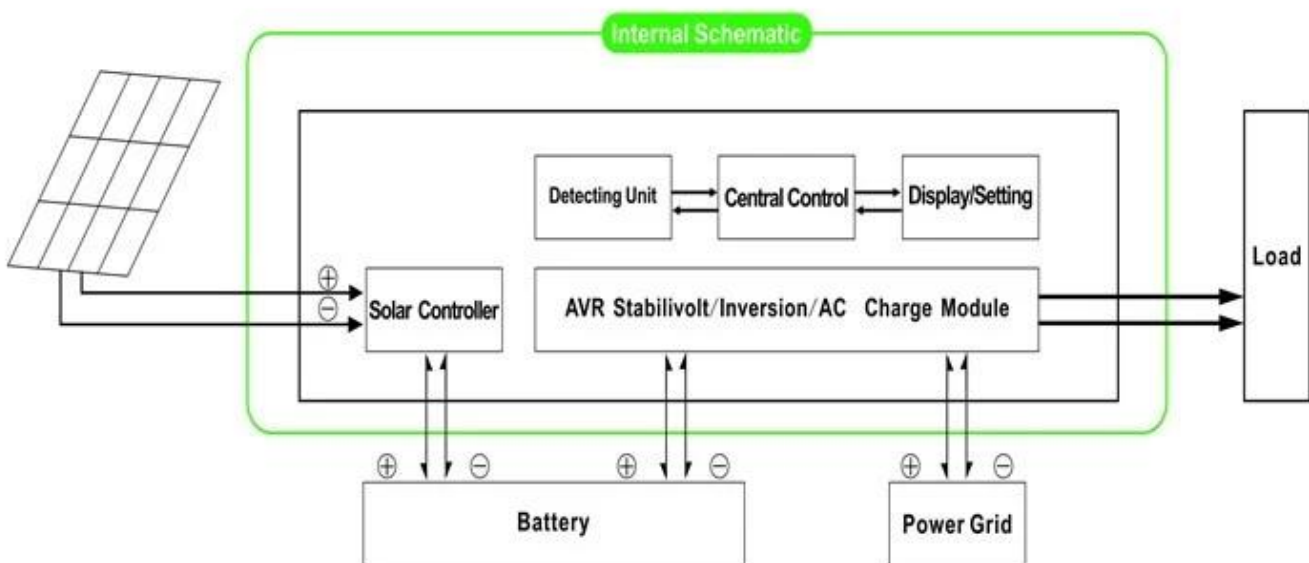 Internal Schematic
Detecting Unit
Central Control
Display/Setting
Load
⊕
⊖
Solar Controller
AVR Stabilivolt/Inversion/AC Charge Module
⊕ ⊖ ⊕ ⊖ ⊕ ⊖
Battery
Power Grid